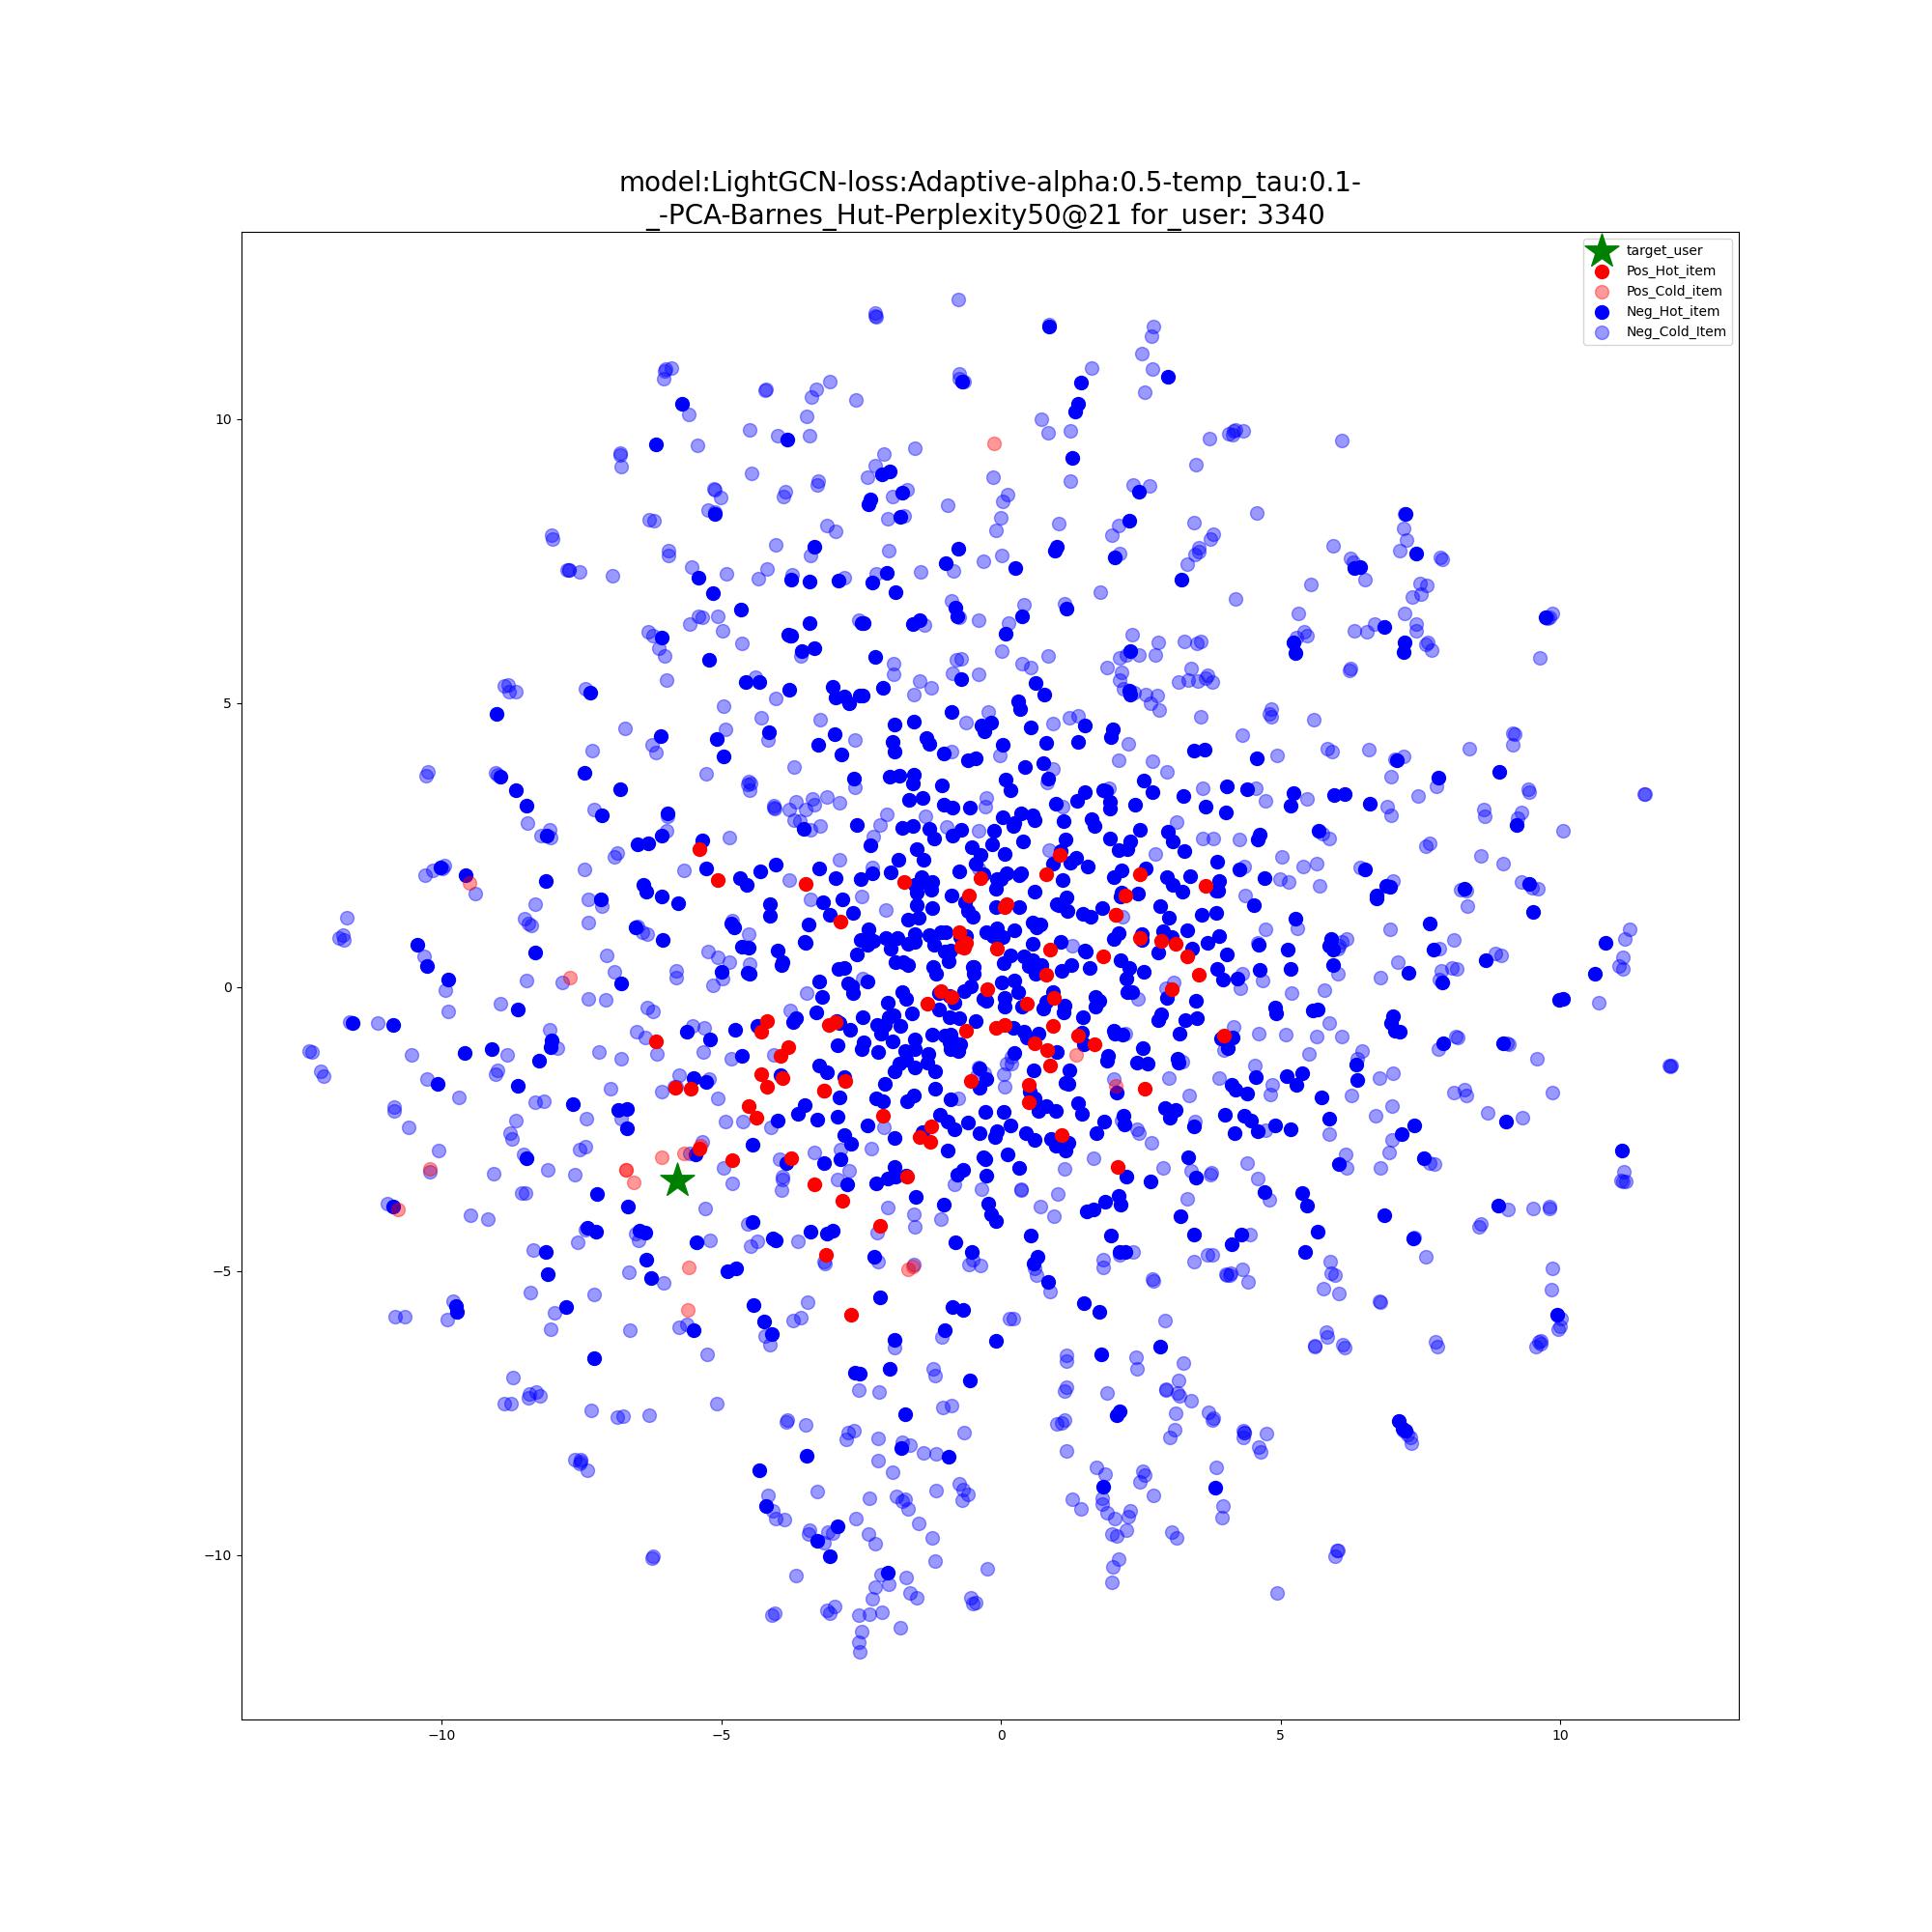 model:LightGCN-loss:Adaptive-alpha:0.5-temp_tau:0.1-
_-PCA-Barnes_Hut-Perplexity50@21 for_user: 3340
target_user
Pos_Hot_item
Pos_Cold_item
Neg_Hot_item
Neg_Cold_Item
10
5
0
−5
−10
−10
−5
0
5
10